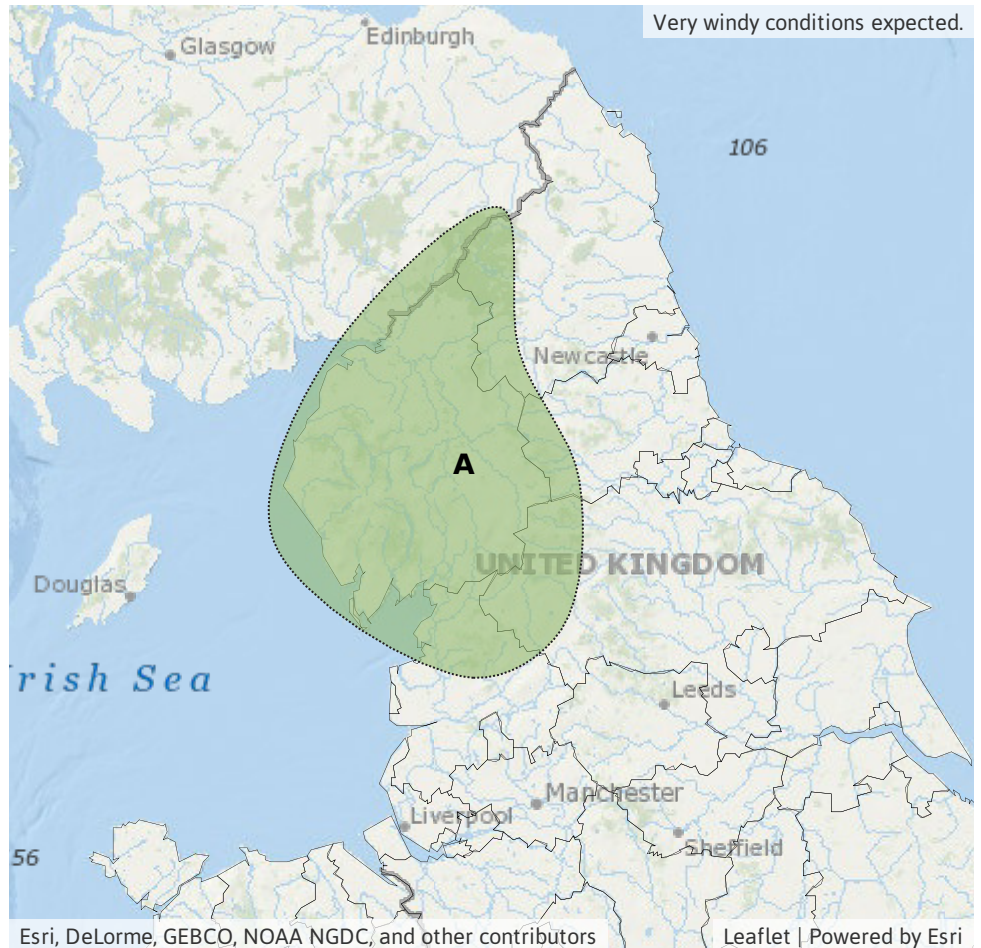 Very windy conditions expected.
Glasgow
Edinburgh
106
Newcastle
A
UNITED KINGDOM
Douglas
rish Sea
Leeds
Manchester
Liverpool
Sheffield
56
Esri, DeLorme, GEBCO, NOAA NGDC, and other contributors
Leaflet | Powered by Esri